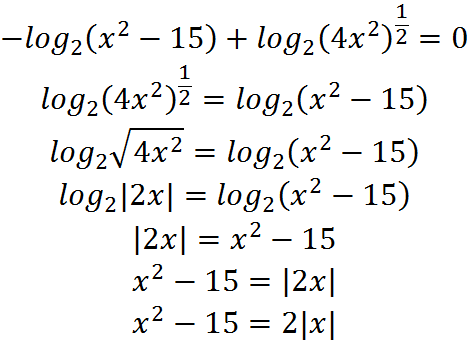 −log₂(x² − 15) + log₂(4x²)^{1/2} = 0
log₂(4x²)^{1/2} = log₂(x² − 15)
log₂√(4x²) = log₂(x² − 15)
log₂|2x| = log₂(x² − 15)
|2x| = x² − 15
x² − 15 = |2x|
x² − 15 = 2|x|